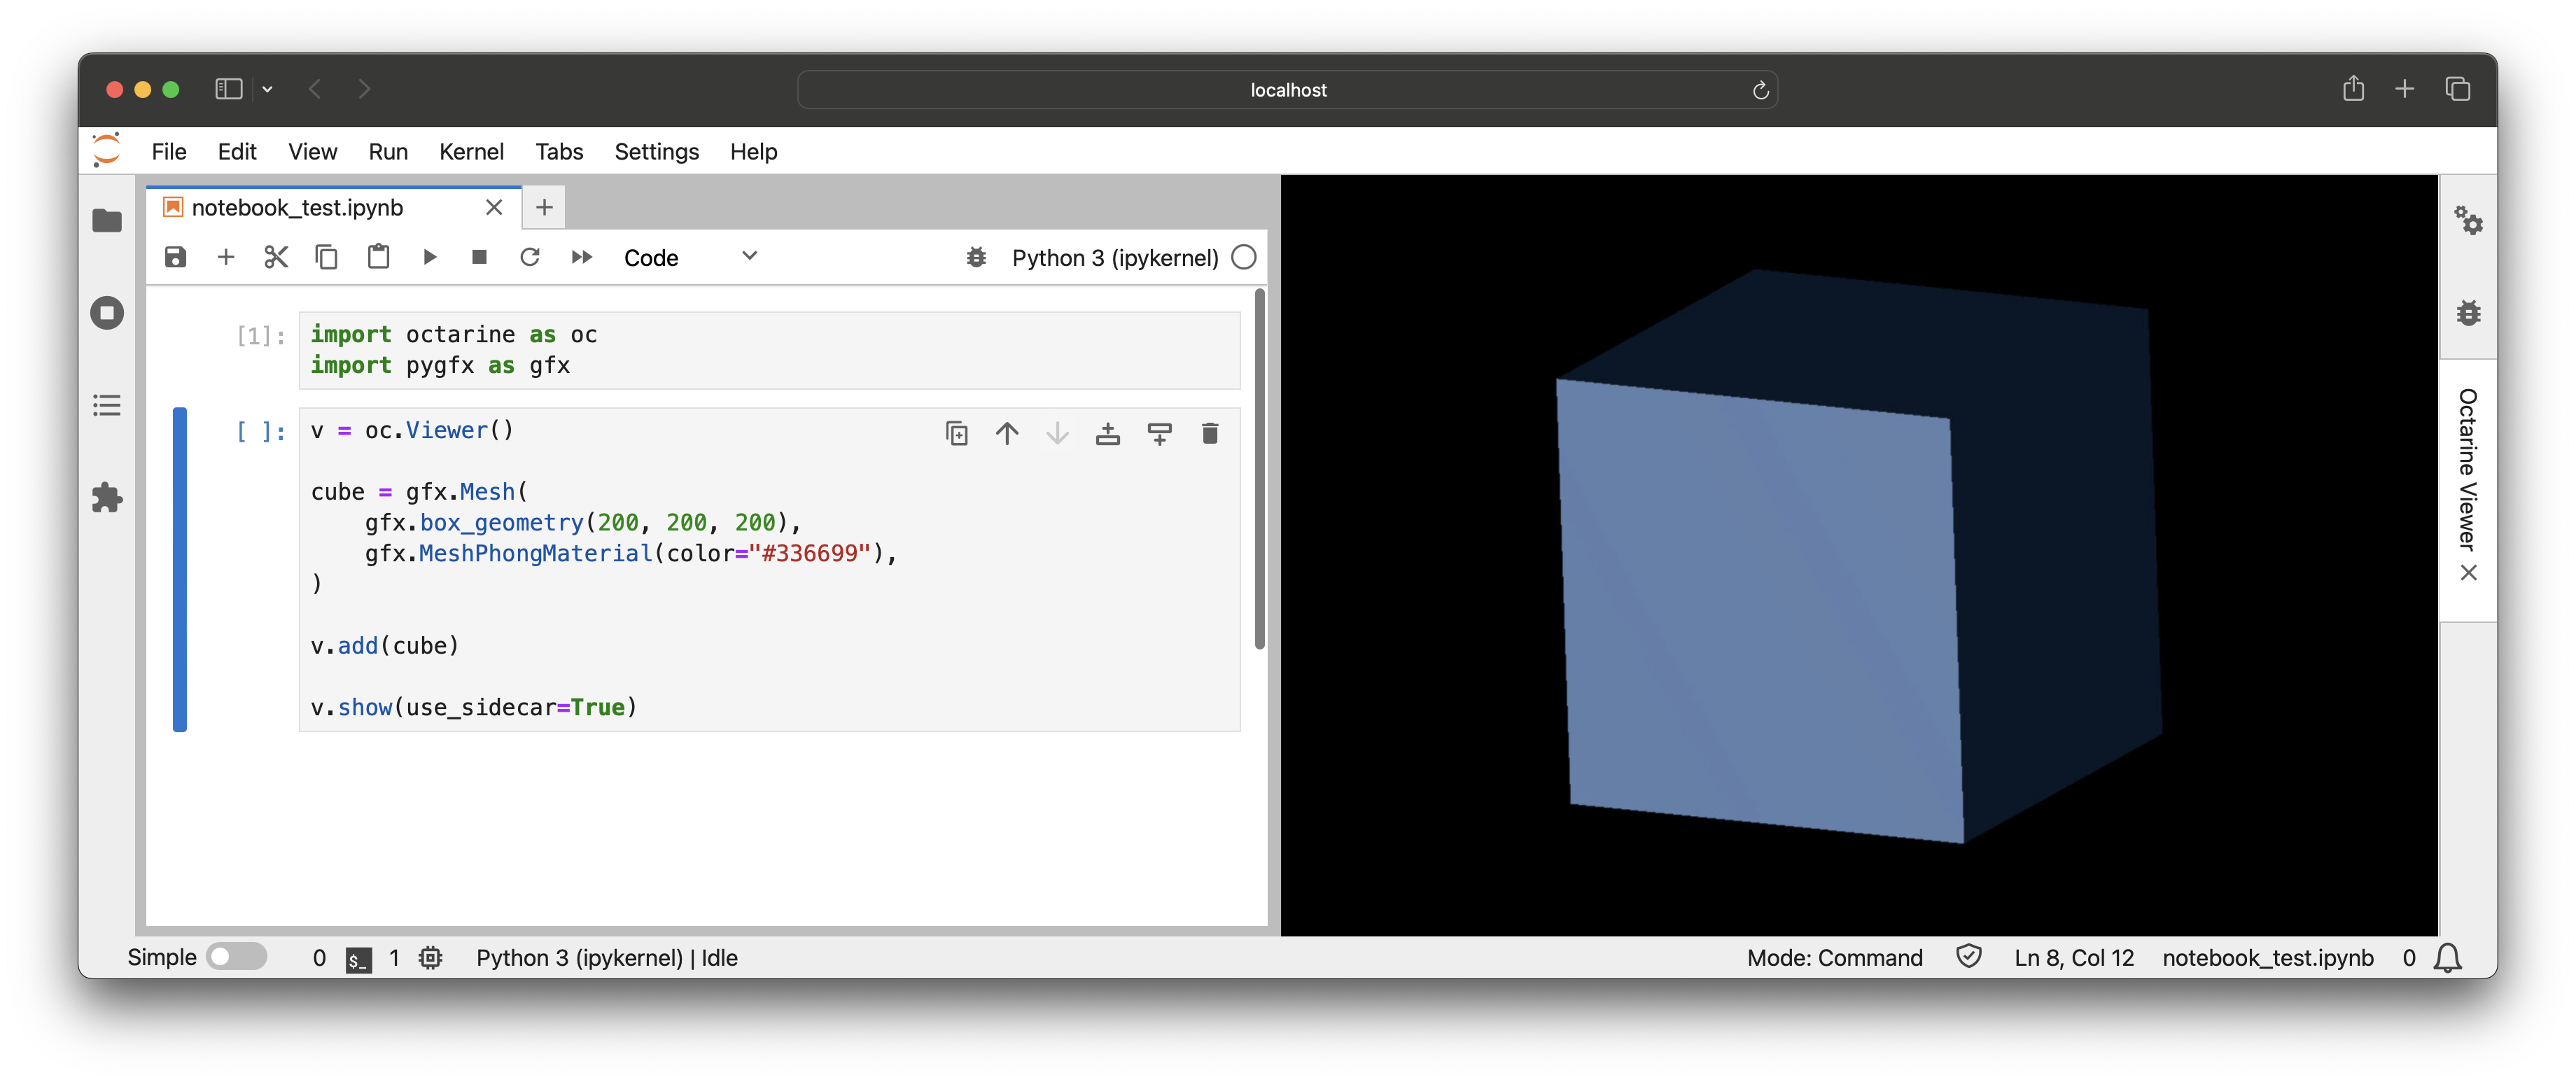 localhost
File Edit View Run Kernel Tabs Settings Help
notebook_test.ipynb
Code
Python 3 (ipykernel)
[1]:
import octarine as oc
import pygfx as gfx
[ ]:
v = oc.Viewer()
cube = gfx.Mesh(
gfx.box_geometry(200, 200, 200),
gfx.MeshPhongMaterial(color="#336699"),
)
v.add(cube)
v.show(use_sidecar=True)
Octarine Viewer
Simple 0 $_ 1 Python 3 (ipykernel) | Idle Mode: Command Ln 8, Col 12 notebook_test.ipynb 0